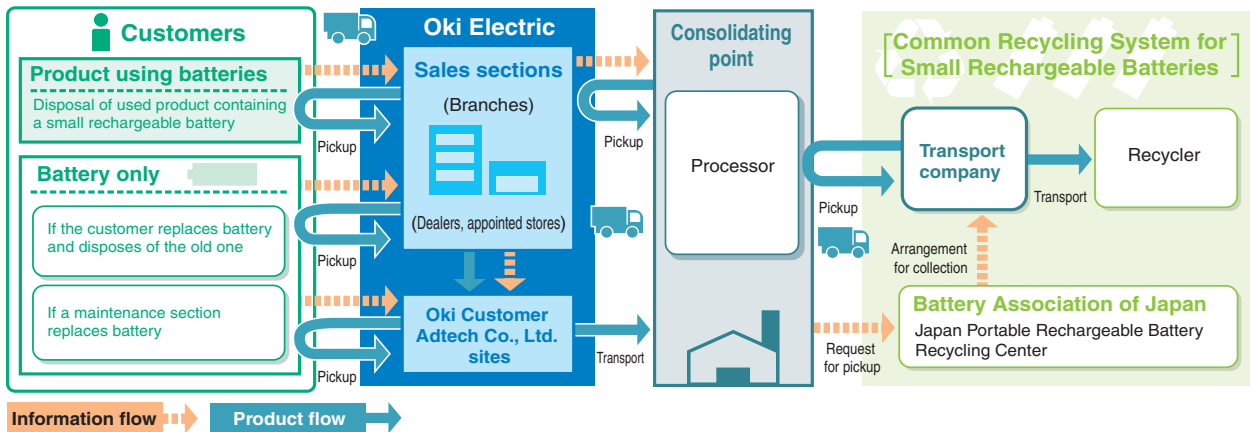 Customers
Product using batteries
Disposal of used product containing
a small rechargeable battery
Battery only
If the customer replaces battery
and disposes of the old one
If a maintenance section
replaces battery
Pickup
Pickup
Pickup
Oki Electric
Sales sections
(Branches)
(Dealers, appointed stores)
Oki Customer
Adtech Co., Ltd.
sites
Pickup
Transport
Consolidating
point
Processor
Pickup
Request
for pickup
[Common Recycling System for
Small Rechargeable Batteries]
Transport
company
Transport
Recycler
Arrangement
for collection
Battery Association of Japan
Japan Portable Rechargeable Battery
Recycling Center
Information flow
Product flow